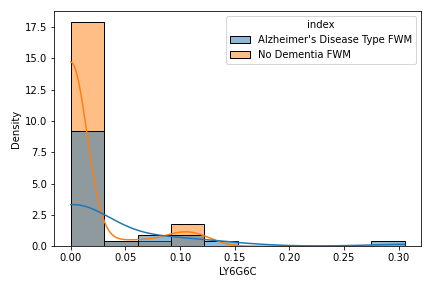 index
Alzheimer's Disease Type FWM
No Dementia FWM
17.5
15.0
12.5
10.0
7.5
5.0
2.5
0.0
Density
0.00 0.05 0.10 0.15 0.20 0.25 0.30
LY6G6C